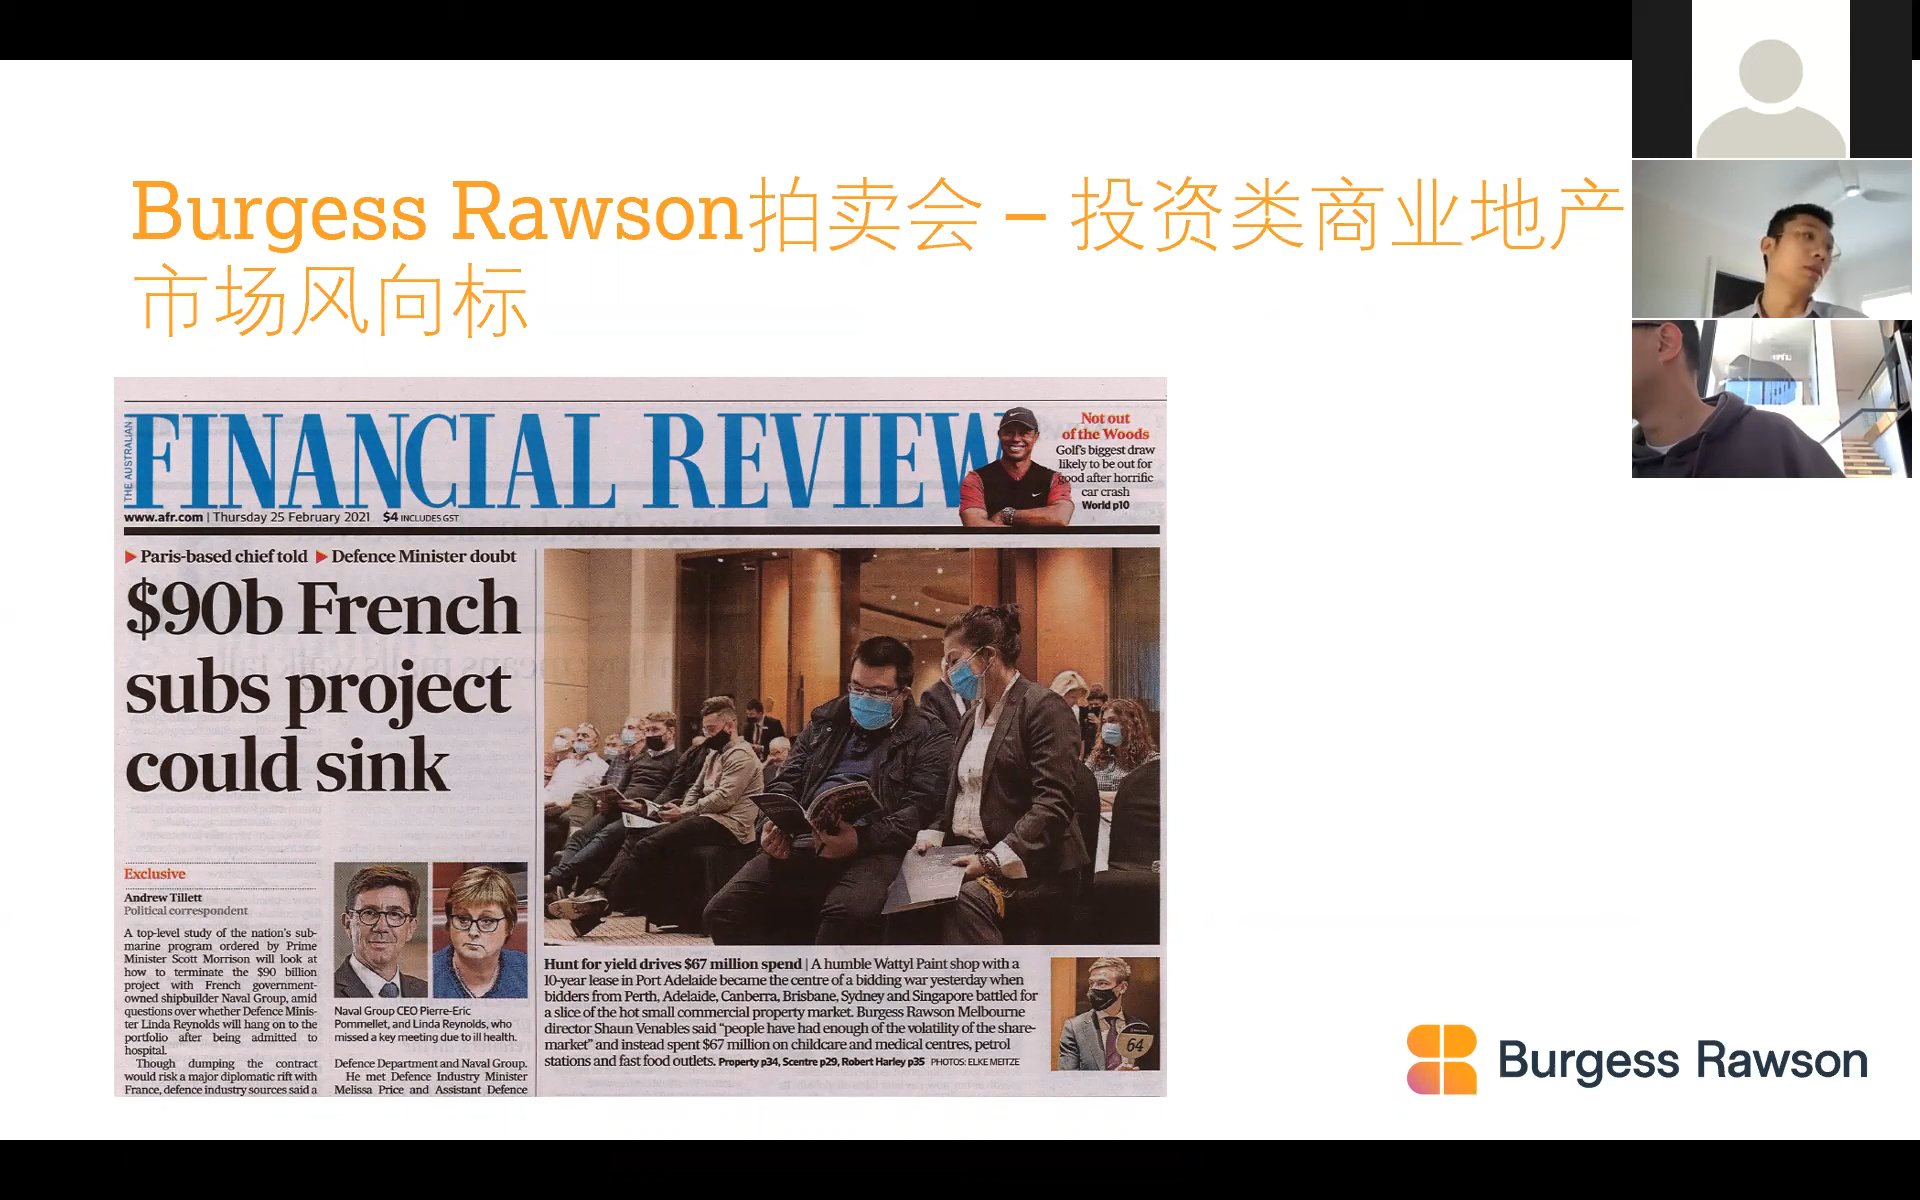 Burgess Rawson拍卖会 – 投资类商业地产
市场风向标
THE AUSTRALIAN
FINANCIAL REVIEW
www.afr.com | Thursday 25 February 2021 $4 INCLUDES GST
Not out
of the Woods
Golf's biggest draw
likely to be out for
good after horrific
car crash
World p10
Paris-based chief told Defence Minister doubt
$90b French
subs project
could sink
Exclusive
Andrew Tillett
Political correspondent
A top-level study of the nation's sub-
marine program ordered by Prime
Minister Scott Morrison will look at
how to terminate the $90 billion
project with French government-
owned shipbuilder Naval Group, amid
questions over whether Defence Minis-
ter Linda Reynolds will hang on to the
portfolio after being admitted to
hospital.
Though dumping the contract
would risk a major diplomatic rift with
France, defence industry sources said a
Naval Group CEO Pierre-Eric
Pommellet, and Linda Reynolds, who
missed a key meeting due to ill health.
Defence Department and Naval Group.
He met Defence Industry Minister
Melissa Price and Assistant Defence
Hunt for yield drives $67 million spend | A humble Wattyl Paint shop with a
10-year lease in Port Adelaide became the centre of a bidding war yesterday when
bidders from Perth, Adelaide, Canberra, Brisbane, Sydney and Singapore battled for
a slice of the hot small commercial property market. Burgess Rawson Melbourne
director Shaun Venables said "people have had enough of the volatility of the share-
market" and instead spent $67 million on childcare and medical centres, petrol
stations and fast food outlets. Property p34, Scentre p29, Robert Harley p35 PHOTOS: ELKE MEITZE
64
Burgess Rawson